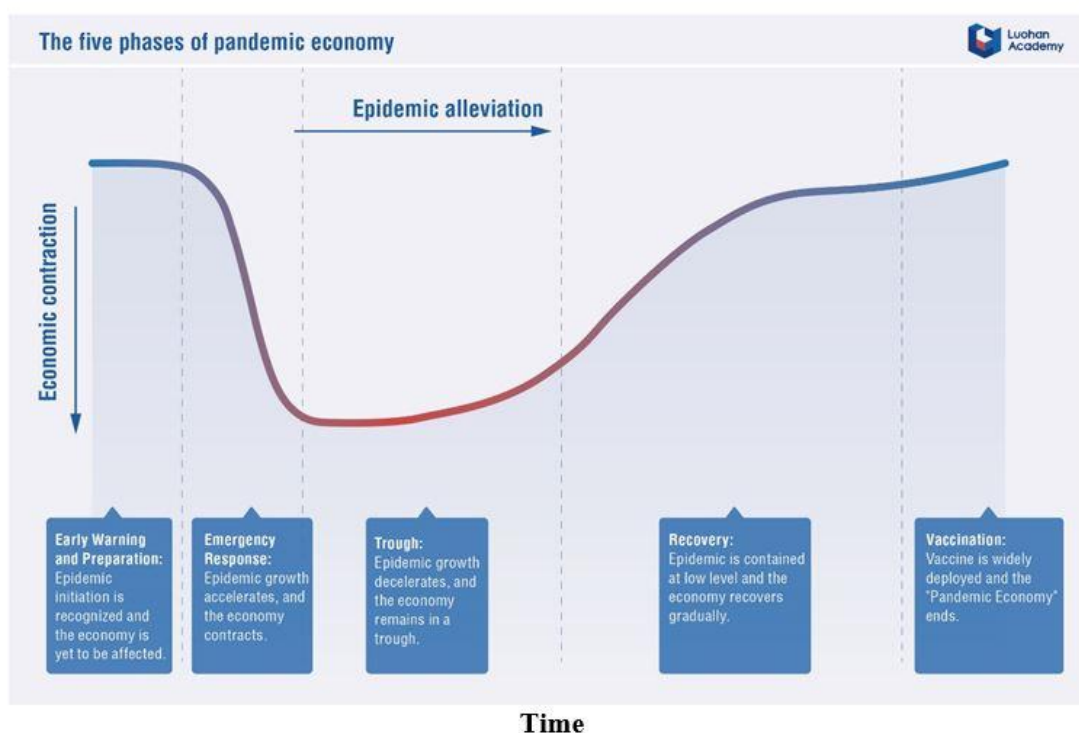 The five phases of pandemic economy
Luohan
Academy
Epidemic alleviation
Economic contraction
Early Warning
and Preparation:
Epidemic
initiation is
recognized and
the economy is
yet to be affected.
Emergency
Response:
Epidemic growth
accelerates, and
the economy
contracts.
Trough:
Epidemic growth
decelerates, and
the economy
remains in a
trough.
Recovery:
Epidemic is contained
at low level and the
economy recovers
gradually.
Vaccination:
Vaccine is widely
deployed and the
"Pandemic Economy"
ends.
Time